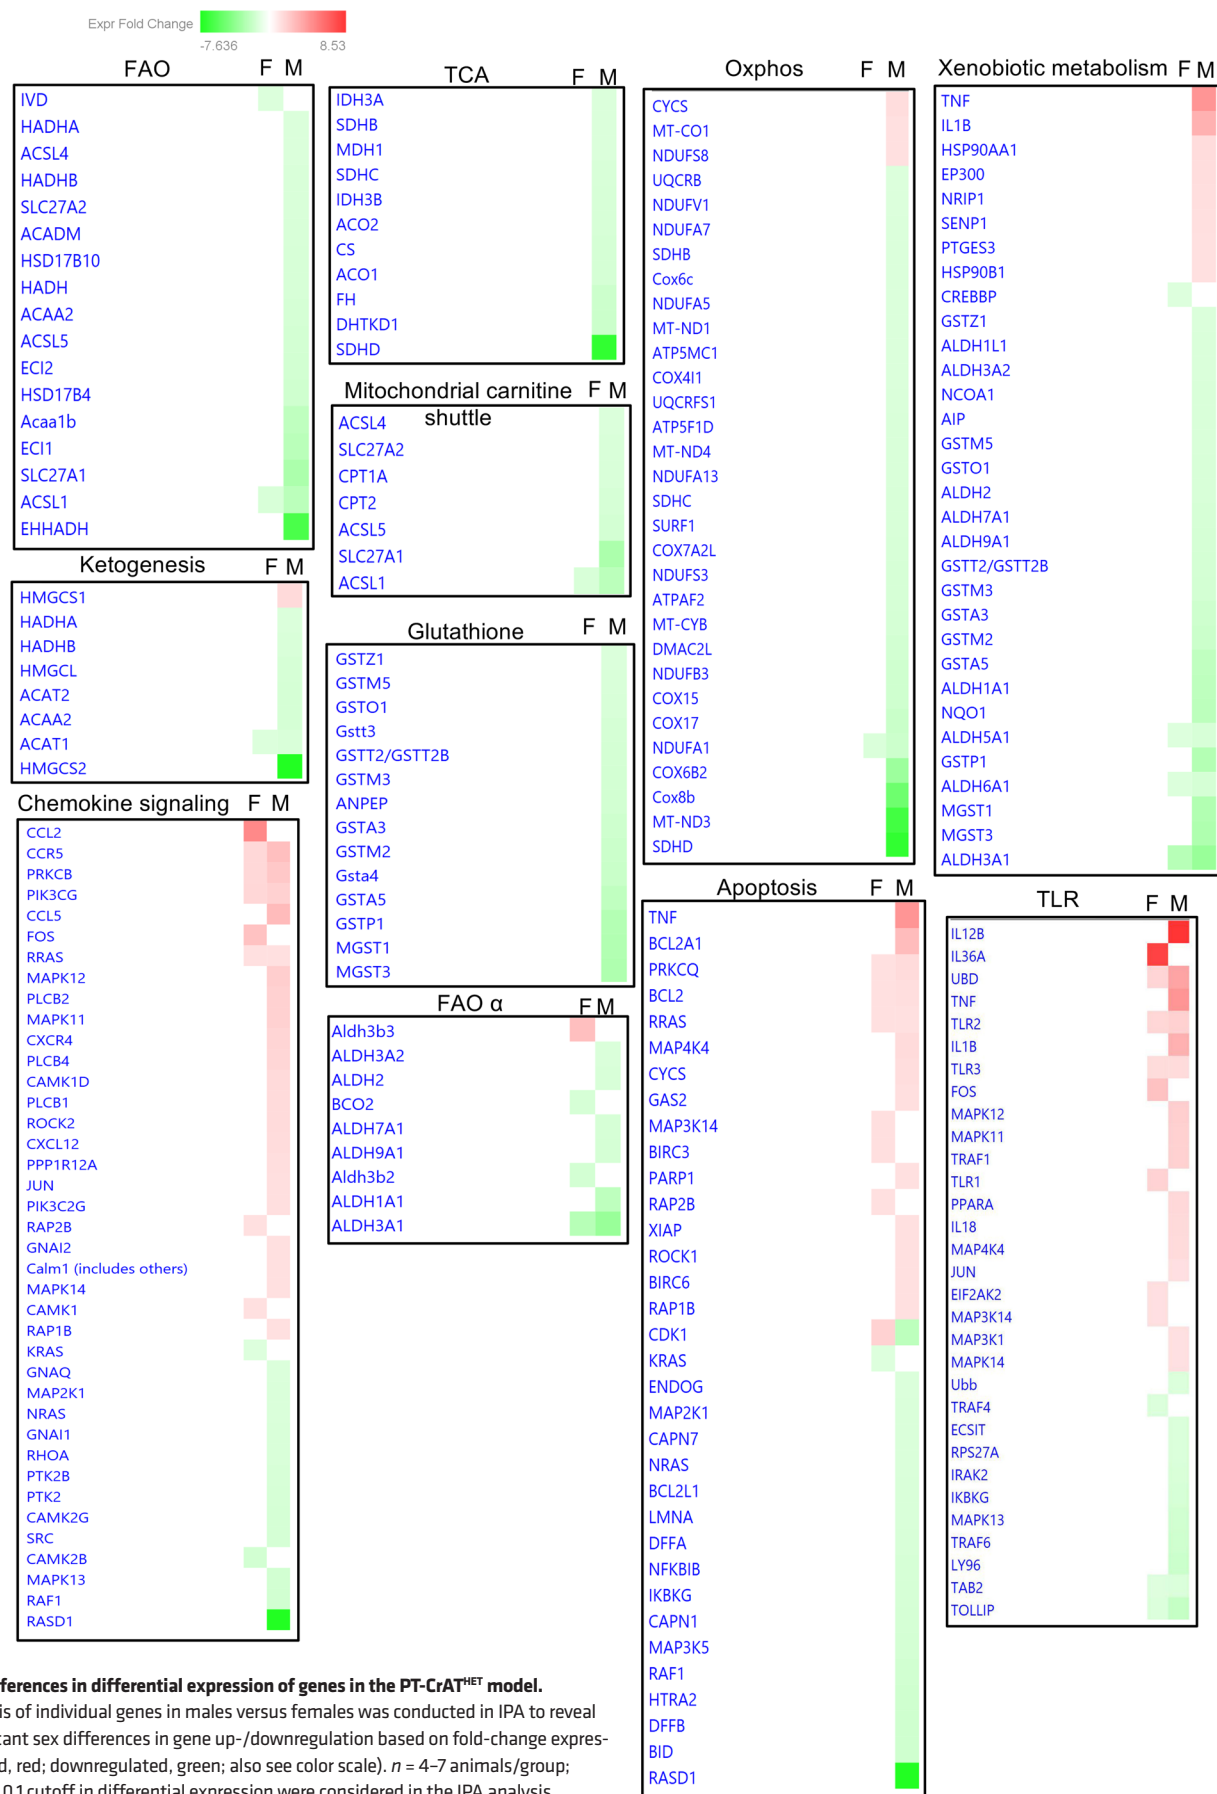 Expr Fold Change
-7.636 8.53
FAO F M
IVD
HADHA
ACSL4
HADHB
SLC27A2
ACADM
HSD17B10
HADH
ACAA2
ACSL5
ECI2
HSD17B4
Acaa1b
ECI1
SLC27A1
ACSL1
EHHADH
Ketogenesis F M
HMGCS1
HADHA
HADHB
HMGCL
ACAT2
ACAA2
ACAT1
HMGCS2
Chemokine signaling F M
CCL2
CCR5
PRKCB
PIK3CG
CCL5
FOS
RRAS
MAPK12
PLCB2
MAPK11
CXCR4
PLCB4
CAMK1D
PLCB1
ROCK2
CXCL12
PPP1R12A
JUN
PIK3C2G
RAP2B
GNAI2
Calm1 (includes others)
MAPK14
CAMK1
RAP1B
KRAS
GNAQ
MAP2K1
NRAS
GNAI1
RHOA
PTK2B
PTK2
CAMK2G
SRC
CAMK2B
MAPK13
RAF1
RASD1
TCA F M
IDH3A
SDHB
MDH1
SDHC
IDH3B
ACO2
CS
ACO1
FH
DHTKD1
SDHD
Mitochondrial carnitine F M
shuttle
ACSL4
SLC27A2
CPT1A
CPT2
ACSL5
SLC27A1
ACSL1
Glutathione F M
GSTZ1
GSTM5
GSTO1
Gstt3
GSTT2/GSTT2B
GSTM3
ANPEP
GSTA3
GSTM2
Gsta4
GSTA5
GSTP1
MGST1
MGST3
FAO α F M
Aldh3b3
ALDH3A2
ALDH2
BCO2
ALDH7A1
ALDH9A1
Aldh3b2
ALDH1A1
ALDH3A1
Oxphos F M
CYCS
MT-CO1
NDUFS8
UQCRB
NDUFV1
NDUFA7
SDHB
Cox6c
NDUFA5
MT-ND1
ATP5MC1
COX4I1
UQCRFS1
ATP5F1D
MT-ND4
NDUFA13
SDHC
SURF1
COX7A2L
NDUFS3
ATPAF2
MT-CYB
DMAC2L
NDUFB3
COX15
COX17
NDUFA1
COX6B2
Cox8b
MT-ND3
SDHD
Apoptosis F M
TNF
BCL2A1
PRKCQ
BCL2
RRAS
MAP4K4
CYCS
GAS2
MAP3K14
BIRC3
PARP1
RAP2B
XIAP
ROCK1
BIRC6
RAP1B
CDK1
KRAS
ENDOG
MAP2K1
CAPN7
NRAS
BCL2L1
LMNA
DFFA
NFKBIB
IKBKG
CAPN1
MAP3K5
RAF1
HTRA2
DFFB
BID
RASD1
Xenobiotic metabolism F M
TNF
IL1B
HSP90AA1
EP300
NRIP1
SENP1
PTGES3
HSP90B1
CREBBP
GSTZ1
ALDH1L1
ALDH3A2
NCOA1
AIP
GSTM5
GSTO1
ALDH2
ALDH7A1
ALDH9A1
GSTT2/GSTT2B
GSTM3
GSTA3
GSTM2
GSTA5
ALDH1A1
NQO1
ALDH5A1
GSTP1
ALDH6A1
MGST1
MGST3
ALDH3A1
TLR F M
IL12B
IL36A
UBD
TNF
TLR2
IL1B
TLR3
FOS
MAPK12
MAPK11
TRAF1
TLR1
PPARA
IL18
MAP4K4
JUN
EIF2AK2
MAP3K14
MAP3K1
MAPK14
Ubb
TRAF4
ECSIT
RPS27A
IRAK2
IKBKG
MAPK13
TRAF6
LY96
TAB2
TOLLIP
ferences in differential expression of genes in the PT-CrATHET model.
is of individual genes in males versus females was conducted in IPA to reveal
cant sex differences in gene up-/downregulation based on fold-change expres-
d, red; downregulated, green; also see color scale). n = 4–7 animals/group;
0.1 cutoff in differential expression were considered in the IPA analysis